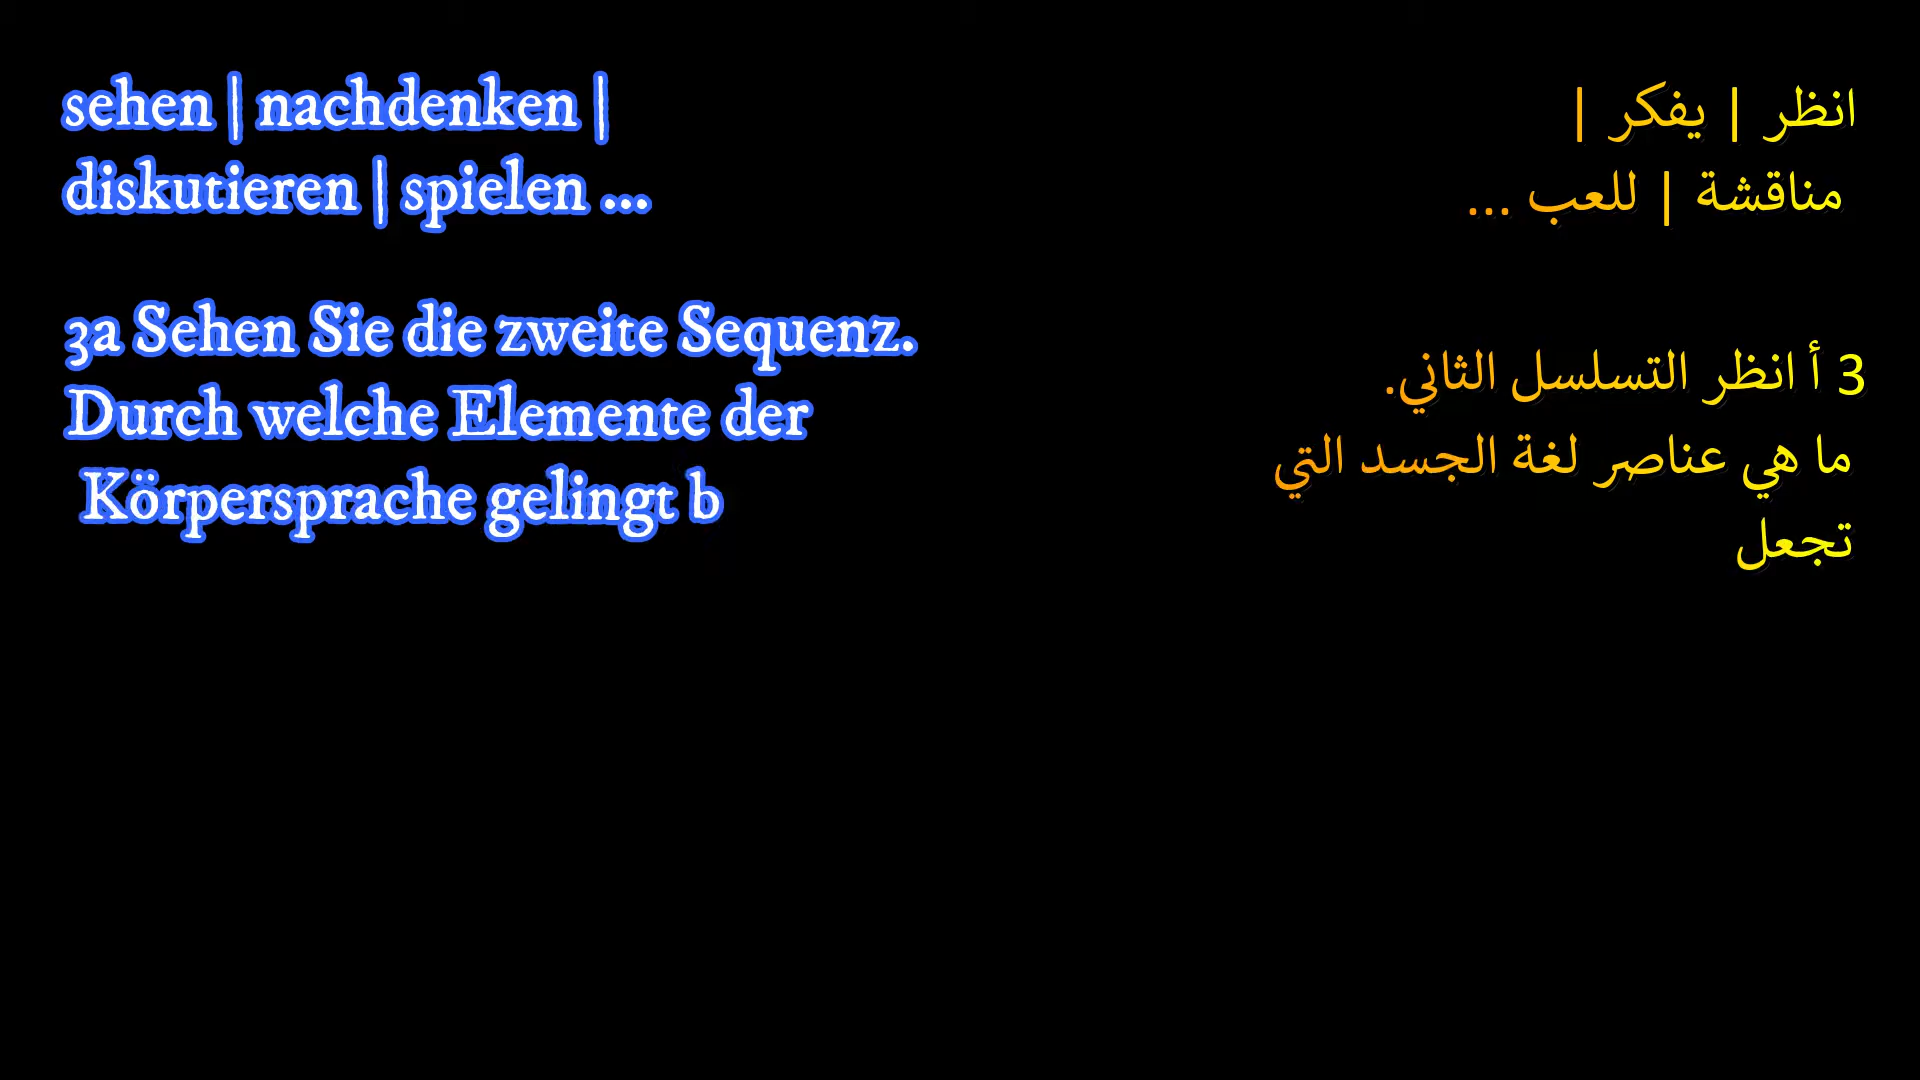 sehen | nachdenken |
diskutieren | spielen ...
3a Sehen Sie die zweite Sequenz.
Durch welche Elemente der
Körpersprache gelingt b
انظر | يفكر |
مناقشة | للعب ...
3 أ انظر التسلسل الثاني.
ما هي عناصر لغة الجسد التي
تجعل